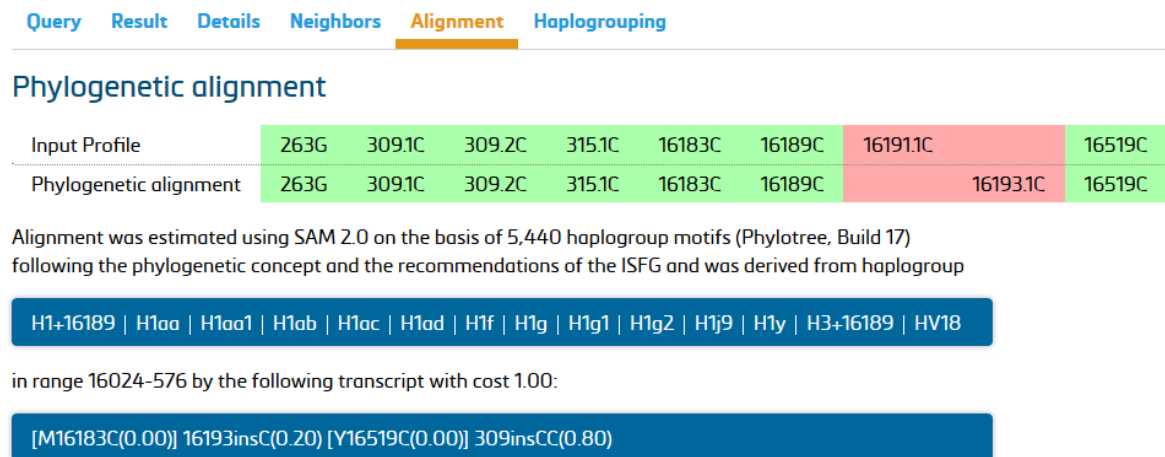 Query Result Details Neighbors Alignment Haplogrouping
Phylogenetic alignment
Input Profile 263G 309.1C 309.2C 315.1C 16183C 16189C 16191.1C 16519C
Phylogenetic alignment 263G 309.1C 309.2C 315.1C 16183C 16189C 16193.1C 16519C
Alignment was estimated using SAM 2.0 on the basis of 5,440 haplogroup motifs (Phylotree, Build 17)
following the phylogenetic concept and the recommendations of the ISFG and was derived from haplogroup
H1+16189 | H1aa | H1aa1 | H1ab | H1ac | H1ad | H1f | H1g | H1g1 | H1g2 | H1j9 | H1y | H3+16189 | HV18
in range 16024-576 by the following transcript with cost 1.00:
[M16183C(0.00)] 16193insC(0.20) [Y16519C(0.00)] 309insCC(0.80)